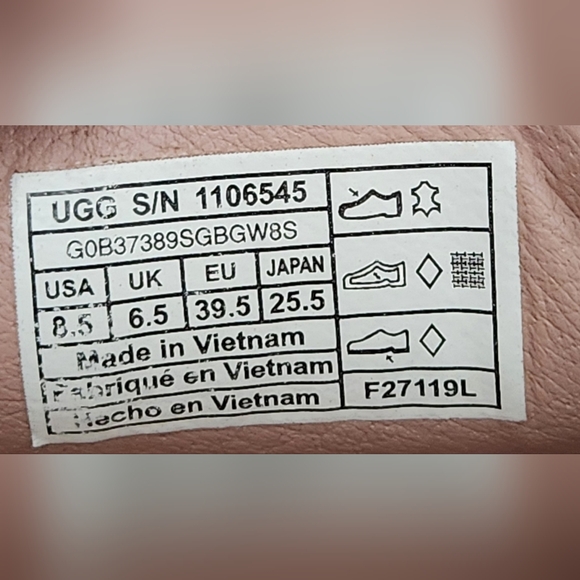 UGG S/N 1106545
G0B37389SGBGW8S
USA UK EU JAPAN
8.5 6.5 39.5 25.5
Made in Vietnam
Fabriqué en Vietnam
Hecho en Vietnam
F27119L